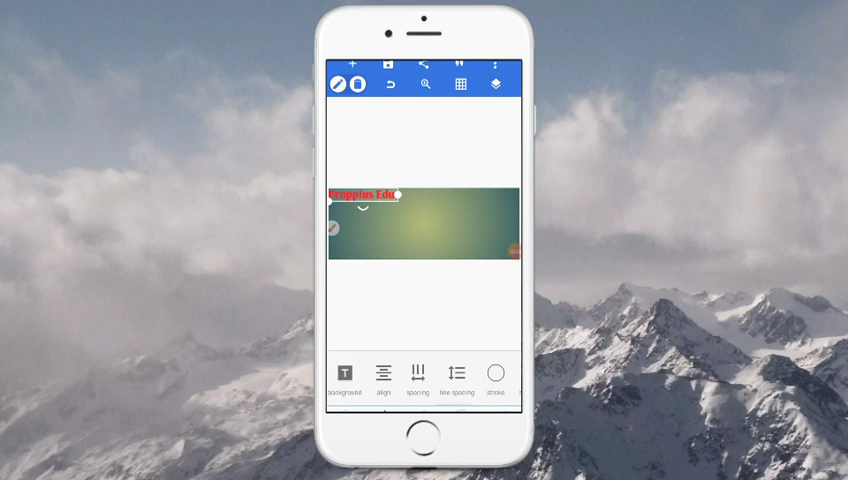 Proppius Edu
background align spacing line spacing stroke